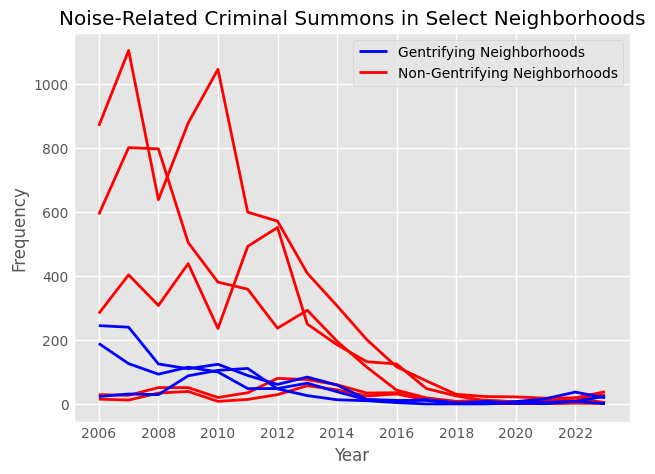 Noise-Related Criminal Summons in Select Neighborhoods
Gentrifying Neighborhoods
Non-Gentrifying Neighborhoods
1000
800
600
400
200
0
Frequency
2006 2008 2010 2012 2014 2016 2018 2020 2022
Year